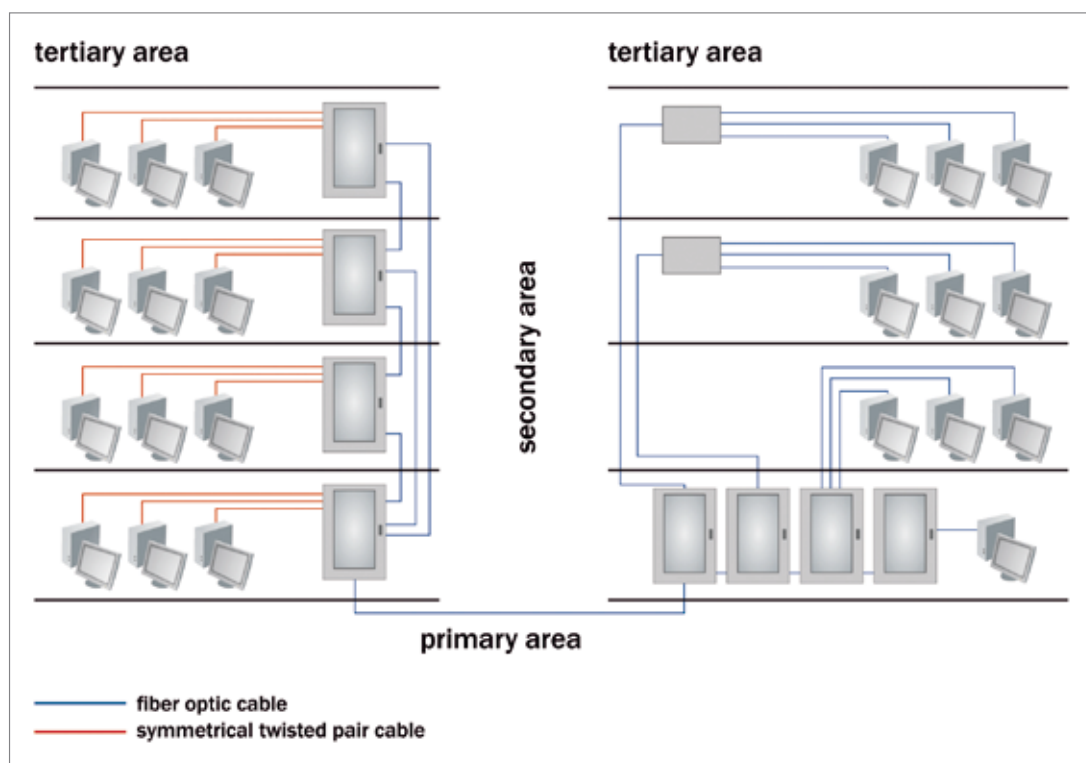 tertiary area
tertiary area
secondary area
primary area
fiber optic cable
symmetrical twisted pair cable